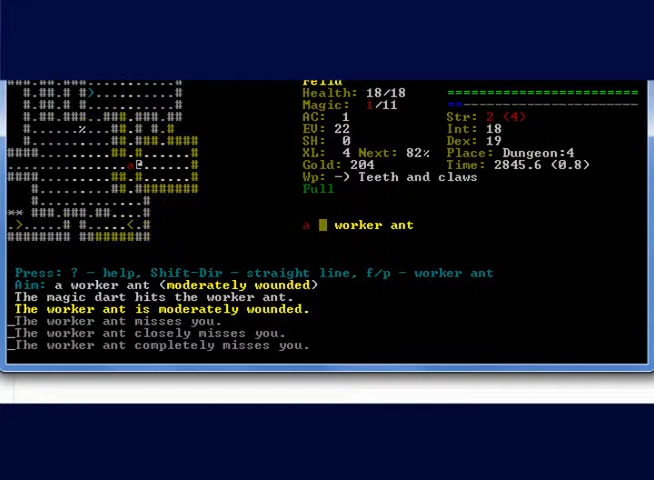 Felid
Health: 18/18
Magic: 1/11
AC: 1 Str: 2 (4)
EV: 22 Int: 18
SH: 0 Dex: 19
XL: 4 Next: 82% Place: Dungeon:4
Gold: 204 Time: 2845.6 (0.8)
Wp: -) Teeth and claws
Full
a worker ant
Press: ? - help, Shift-Dir - straight line, f/p - worker ant
Aim: a worker ant (moderately wounded)
The magic dart hits the worker ant.
The worker ant is moderately wounded.
_The worker ant misses you.
_The worker ant closely misses you.
_The worker ant completely misses you.